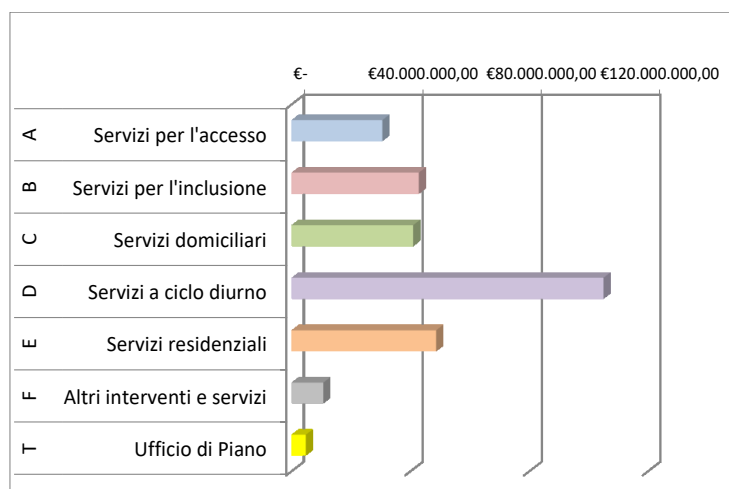 €- €40.000.000,00 €80.000.000,00 €120.000.000,00
A Servizi per l'accesso
B Servizi per l'inclusione
C Servizi domiciliari
D Servizi a ciclo diurno
E Servizi residenziali
F Altri interventi e servizi
T Ufficio di Piano